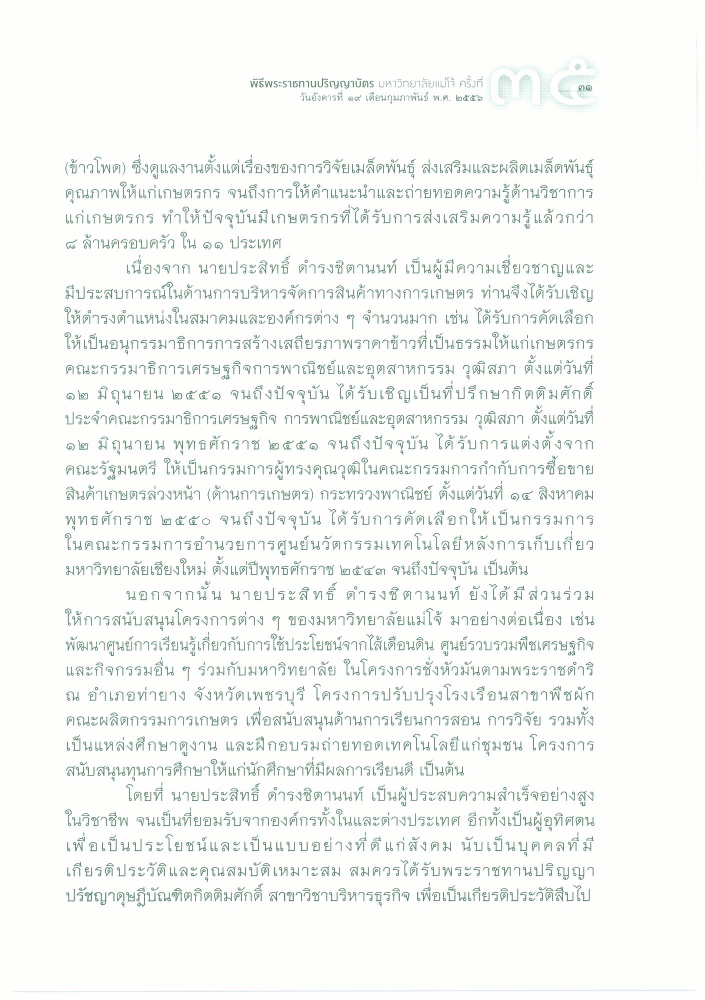 พิธีพระราชทานปริญญาบัตร มหาวิทยาลัยแม่โจ้ ครั้งที่ ๓๕
วันอังคารที่ ๑๙ เดือนกุมภาพันธ์ พ.ศ. ๒๕๕๖
๓๑
(ข้าวโพด) ซึ่งดูแลงานตั้งแต่เรื่องของการวิจัยเมล็ดพันธุ์ ส่งเสริมและผลิตเมล็ดพันธุ์
คุณภาพให้แก่เกษตรกร จนถึงการให้คำแนะนำและถ่ายทอดความรู้ด้านวิชาการ
แก่เกษตรกร ทำให้ปัจจุบันมีเกษตรกรที่ได้รับการส่งเสริมความรู้แล้วกว่า
๘ ล้านครอบครัว ใน ๑๑ ประเทศ
เนื่องจาก นายประสิทธิ์ ดำรงชิตานนท์ เป็นผู้มีความเชี่ยวชาญและ
มีประสบการณ์ในด้านการบริหารจัดการสินค้าทางการเกษตร ท่านจึงได้รับเชิญ
ให้ดำรงตำแหน่งในสมาคมและองค์กรต่าง ๆ จำนวนมาก เช่น ได้รับการคัดเลือก
ให้เป็นอนุกรรมาธิการการสร้างเสถียรภาพราคาข้าวที่เป็นธรรมให้แก่เกษตรกร
คณะกรรมาธิการเศรษฐกิจการพาณิชย์และอุตสาหกรรม วุฒิสภา ตั้งแต่วันที่
๑๒ มิถุนายน ๒๕๕๑ จนถึงปัจจุบัน ได้รับเชิญเป็นที่ปรึกษากิตติมศักดิ์
ประจำคณะกรรมาธิการเศรษฐกิจ การพาณิชย์และอุตสาหกรรม วุฒิสภา ตั้งแต่วันที่
๑๒ มิถุนายน พุทธศักราช ๒๕๕๑ จนถึงปัจจุบัน ได้รับการแต่งตั้งจาก
คณะรัฐมนตรี ให้เป็นกรรมการผู้ทรงคุณวุฒิในคณะกรรมการกำกับการซื้อขาย
สินค้าเกษตรล่วงหน้า (ด้านการเกษตร) กระทรวงพาณิชย์ ตั้งแต่วันที่ ๑๔ สิงหาคม
พุทธศักราช ๒๕๕๐ จนถึงปัจจุบัน ได้รับการคัดเลือกให้เป็นกรรมการ
ในคณะกรรมการอำนวยการศูนย์นวัตกรรมเทคโนโลยีหลังการเก็บเกี่ยว
มหาวิทยาลัยเชียงใหม่ ตั้งแต่ปีพุทธศักราช ๒๕๔๓ จนถึงปัจจุบัน เป็นต้น
นอกจากนั้น นายประสิทธิ์ ดำรงชิตานนท์ ยังได้มีส่วนร่วม
ให้การสนับสนุนโครงการต่าง ๆ ของมหาวิทยาลัยแม่โจ้ มาอย่างต่อเนื่อง เช่น
พัฒนาศูนย์การเรียนรู้เกี่ยวกับการใช้ประโยชน์จากไส้เดือนดิน ศูนย์รวบรวมพืชเศรษฐกิจ
และกิจกรรมอื่น ๆ ร่วมกับมหาวิทยาลัย ในโครงการชั่งหัวมันตามพระราชดำริ
ณ อำเภอท่ายาง จังหวัดเพชรบุรี โครงการปรับปรุงโรงเรือนสาขาพืชผัก
คณะผลิตกรรมการเกษตร เพื่อสนับสนุนด้านการเรียนการสอน การวิจัย รวมทั้ง
เป็นแหล่งศึกษาดูงาน และฝึกอบรมถ่ายทอดเทคโนโลยีแก่ชุมชน โครงการ
สนับสนุนทุนการศึกษาให้แก่นักศึกษาที่มีผลการเรียนดี เป็นต้น
โดยที่ นายประสิทธิ์ ดำรงชิตานนท์ เป็นผู้ประสบความสำเร็จอย่างสูง
ในวิชาชีพ จนเป็นที่ยอมรับจากองค์กรทั้งในและต่างประเทศ อีกทั้งเป็นผู้อุทิศตน
เพื่อเป็นประโยชน์และเป็นแบบอย่างที่ดีแก่สังคม นับเป็นบุคคลที่มี
เกียรติประวัติและคุณสมบัติเหมาะสม สมควรได้รับพระราชทานปริญญา
ปรัชญาดุษฎีบัณฑิตกิตติมศักดิ์ สาขาวิชาบริหารธุรกิจ เพื่อเป็นเกียรติประวัติสืบไป